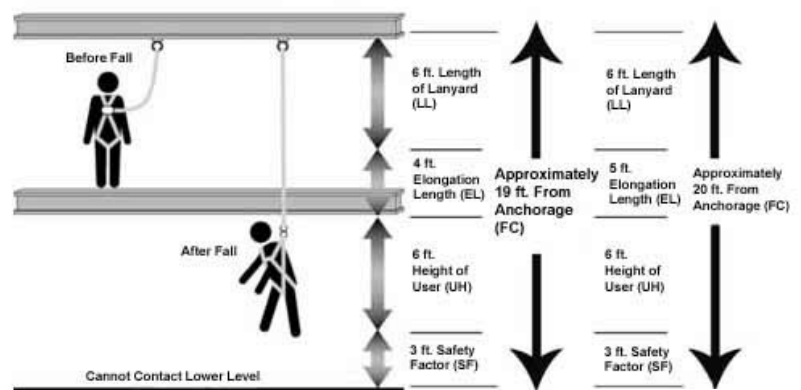 Before Fall
After Fall
Cannot Contact Lower Level
6 ft. Length
of Lanyard
(LL)
4 ft.
Elongation
Length (EL)
6 ft.
Height of
User (UH)
3 ft. Safety
Factor (SF)
Approximately
19 ft. From
Anchorage
(FC)
6 ft. Length
of Lanyard
(LL)
5 ft.
Elongation
Length (EL)
6 ft.
Height of
User (UH)
3 ft. Safety
Factor (SF)
Approximately
20 ft. From
Anchorage (FC)